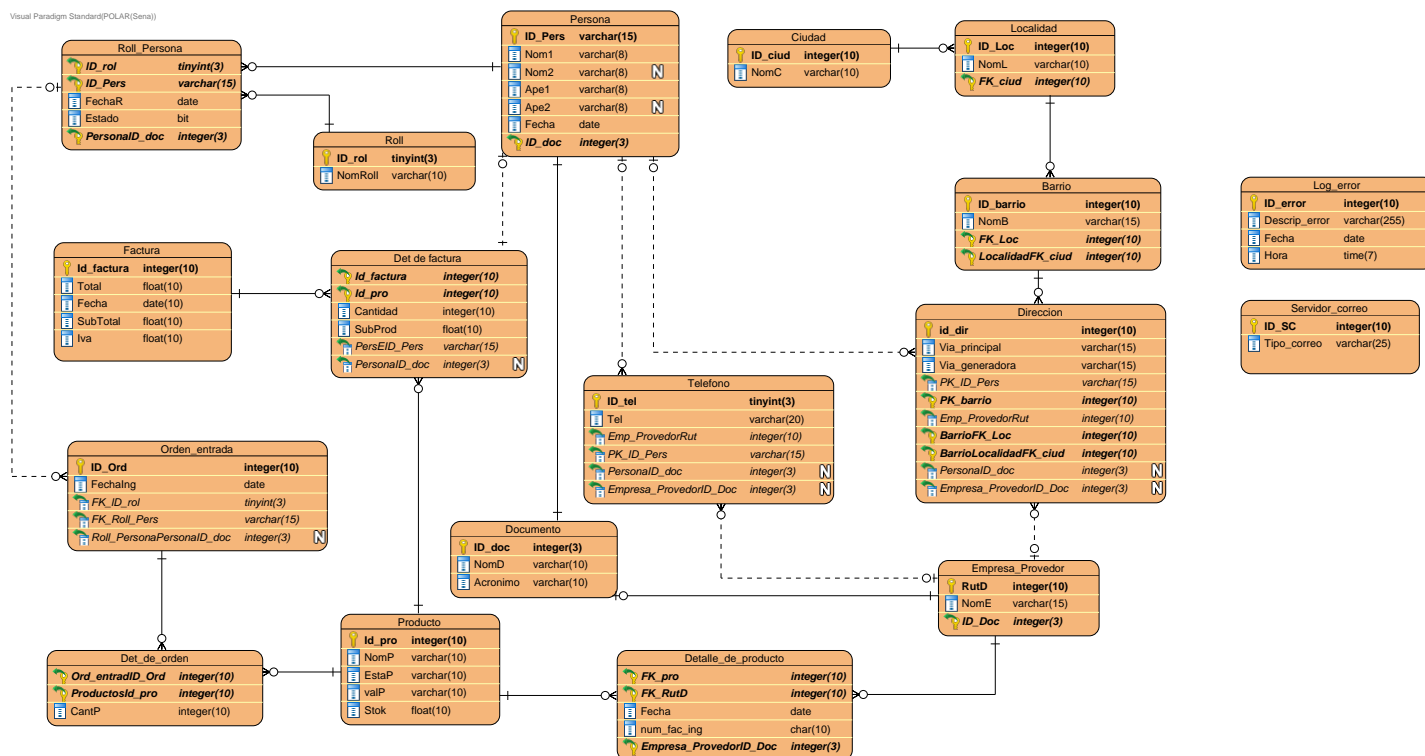 Visual Paradigm Standard(POLAR(Sena))
Roll_Persona
ID_rol tinyint(3)
ID_Pers varchar(15)
FechaR date
Estado bit
PersonaID_doc integer(3)
Persona
ID_Pers varchar(15)
Nom1 varchar(8)
Nom2 varchar(8) N
Ape1 varchar(8)
Ape2 varchar(8) N
Fecha date
ID_doc integer(3)
Ciudad
ID_ciud integer(10)
NomC varchar(10)
Localidad
ID_Loc integer(10)
NomL varchar(10)
FK_ciud integer(10)
Roll
ID_rol tinyint(3)
NomRoll varchar(10)
Barrio
ID_barrio integer(10)
NomB varchar(15)
FK_Loc integer(10)
LocalidadFK_ciud integer(10)
Log_error
ID_error integer(10)
Descrip_error varchar(255)
Fecha date
Hora time(7)
Factura
Id_factura integer(10)
Total float(10)
Fecha date(10)
SubTotal float(10)
Iva float(10)
Det de factura
Id_factura integer(10)
Id_pro integer(10)
Cantidad integer(10)
SubProd float(10)
PersEID_Pers varchar(15)
PersonaID_doc integer(3) N
Direccion
id_dir integer(10)
Via_principal varchar(15)
Via_generadora varchar(15)
PK_ID_Pers varchar(15)
PK_barrio integer(10)
Emp_ProvedorRut integer(10)
BarrioFK_Loc integer(10)
BarrioLocalidadFK_ciud integer(10)
PersonaID_doc integer(3) N
Empresa_ProvedorID_Doc integer(3) N
Servidor_correo
ID_SC integer(10)
Tipo_correo varchar(25)
Telefono
ID_tel tinyint(3)
Tel varchar(20)
Emp_ProvedorRut integer(10)
PK_ID_Pers varchar(15)
PersonaID_doc integer(3) N
Empresa_ProvedorID_Doc integer(3) N
Orden_entrada
ID_Ord integer(10)
FechaIng date
FK_ID_rol tinyint(3)
FK_Roll_Pers varchar(15)
Roll_PersonaPersonaID_doc integer(3) N
Documento
ID_doc integer(3)
NomD varchar(10)
Acronimo varchar(10)
Empresa_Provedor
RutD integer(10)
NomE varchar(15)
ID_Doc integer(3)
Producto
Id_pro integer(10)
NomP varchar(10)
EstaP varchar(10)
valP varchar(10)
Stok float(10)
Det_de_orden
Ord_entradID_Ord integer(10)
ProductosId_pro integer(10)
CantP integer(10)
Detalle_de_producto
FK_pro integer(10)
FK_RutD integer(10)
Fecha date
num_fac_ing char(10)
Empresa_ProvedorID_Doc integer(3)